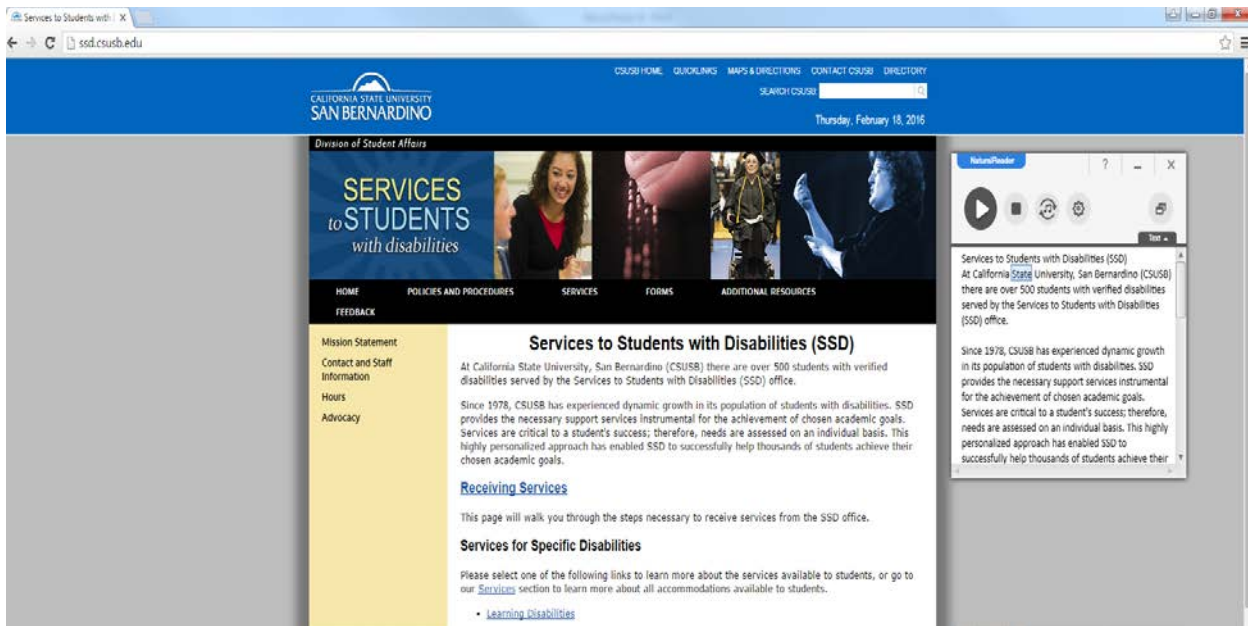 Services to Students with
ssd.csusb.edu
CSUSB HOME QUICKLINKS MAPS & DIRECTIONS CONTACT CSUSB DIRECTORY
SEARCH CSUSB:
CALIFORNIA STATE UNIVERSITY
SAN BERNARDINO
Thursday, February 18, 2016
Division of Student Affairs
SERVICES
to STUDENTS
with disabilities
HOME POLICIES AND PROCEDURES SERVICES FORMS ADDITIONAL RESOURCES
FEEDBACK
Mission Statement
Contact and Staff
Information
Hours
Advocacy
Services to Students with Disabilities (SSD)
At California State University, San Bernardino (CSUSB) there are over 500 students with verified
disabilities served by the Services to Students with Disabilities (SSD) office.
Since 1978, CSUSB has experienced dynamic growth in its population of students with disabilities. SSD
provides the necessary support services instrumental for the achievement of chosen academic goals.
Services are critical to a student's success; therefore, needs are assessed on an individual basis. This
highly personalized approach has enabled SSD to successfully help thousands of students achieve their
chosen academic goals.
Receiving Services
This page will walk you through the steps necessary to receive services from the SSD office.
Services for Specific Disabilities
Please select one of the following links to learn more about the services available to students, or go to
our Services section to learn more about all accommodations available to students.
• Learning Disabilities
NaturalReader
Text
Services to Students with Disabilities (SSD)
At California State University, San Bernardino (CSUSB)
there are over 500 students with verified disabilities
served by the Services to Students with Disabilities
(SSD) office.
Since 1978, CSUSB has experienced dynamic growth
in its population of students with disabilities. SSD
provides the necessary support services instrumental
for the achievement of chosen academic goals.
Services are critical to a student's success; therefore,
needs are assessed on an individual basis. This highly
personalized approach has enabled SSD to
successfully help thousands of students achieve their